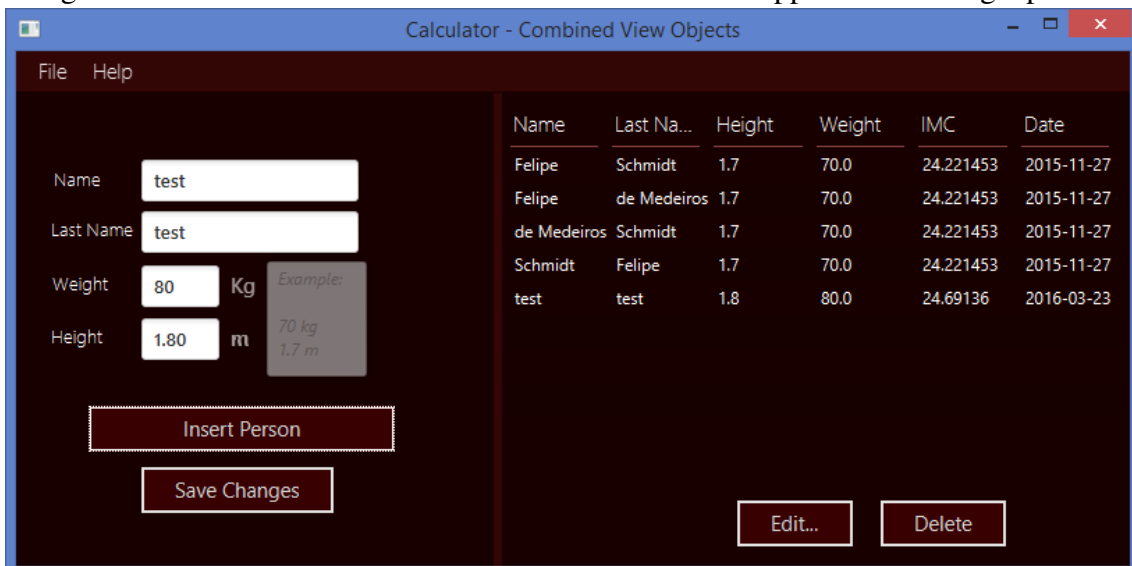 Calculator - Combined View Objects
File Help
Name test
Last Name test
Weight 80 Kg
Height 1.80 m
Example:
70 kg
1.7 m
Insert Person
Save Changes
Name Last Na... Height Weight IMC Date
Felipe Schmidt 1.7 70.0 24.221453 2015-11-27
Felipe de Medeiros 1.7 70.0 24.221453 2015-11-27
de Medeiros Schmidt 1.7 70.0 24.221453 2015-11-27
Schmidt Felipe 1.7 70.0 24.221453 2015-11-27
test test 1.8 80.0 24.69136 2016-03-23
Edit... Delete